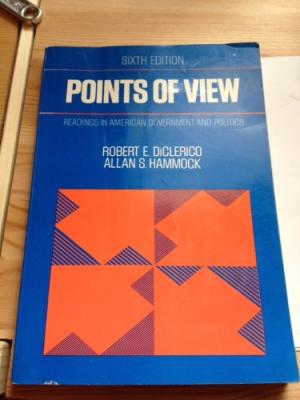 SIXTH EDITION
POINTS OF VIEW
READINGS IN AMERICAN GOVERNMENT AND POLITICS
ROBERT E. DiCLERICO
ALLAN S. HAMMOCK